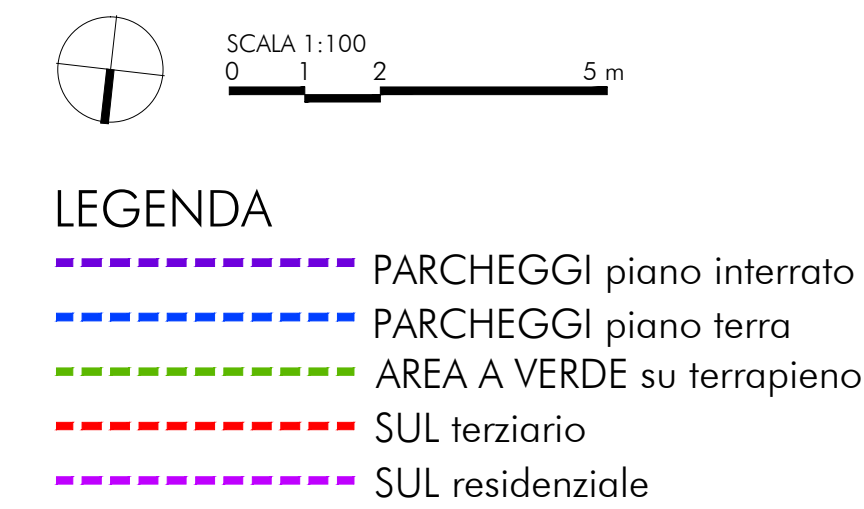 SCALA 1:100
0 1 2 5 m
LEGENDA
PARCHEGGI piano interrato
PARCHEGGI piano terra
AREA A VERDE su terrapieno
SUL terziario
SUL residenziale